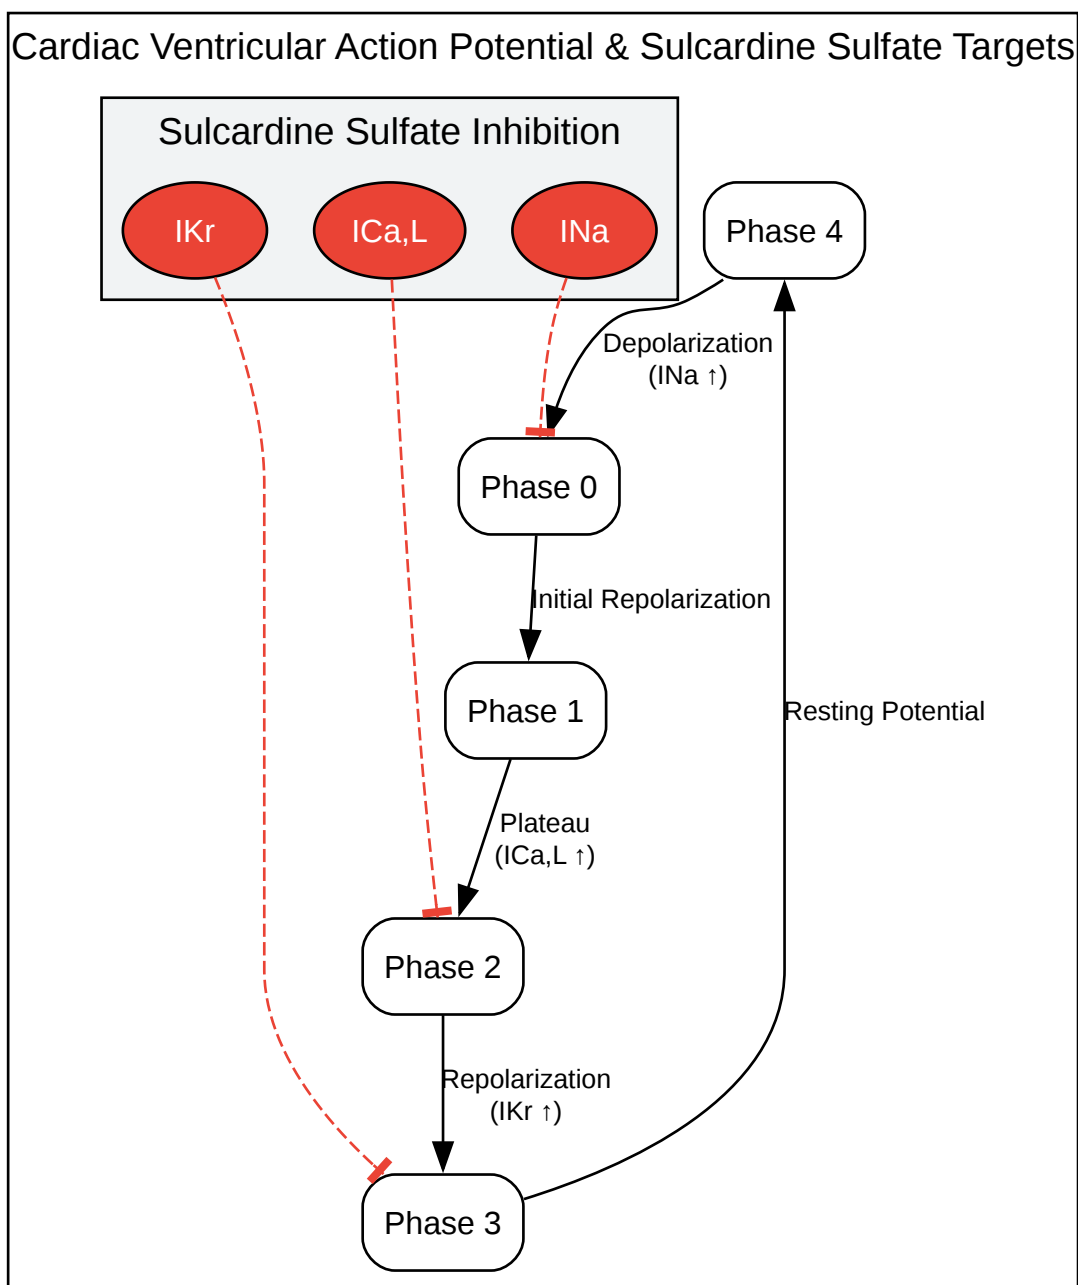 Cardiac Ventricular Action Potential & Sulcardine Sulfate Targets
Sulcardine Sulfate Inhibition
IKr
ICa,L
INa
Phase 4
Depolarization
(INa ↑)
Phase 0
Initial Repolarization
Phase 1
Resting Potential
Plateau
(ICa,L ↑)
Phase 2
Repolarization
(IKr ↑)
Phase 3